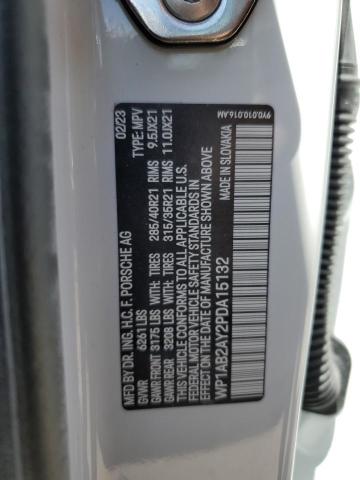 MFD BY DR. ING. H.C. F. PORSCHE AG 02/23
GVWR 6261 LBS TYPE: MPV
GAWR FRONT 3175 LBS WITH: TIRES 285/40R21 RIMS 9.5JX21
GAWR REAR 3208 LBS WITH: TIRES 315/35R21 RIMS 11.0JX21
THIS VEHICLE CONFORMS TO ALL APPLICABLE U.S.
FEDERAL MOTOR VEHICLE SAFETY STANDARDS IN
EFFECT ON THE DATE OF MANUFACTURE SHOWN ABOVE
WP1AB2AY2PDA15132 MADE IN SLOVAKIA
9Y0.010.016.AM